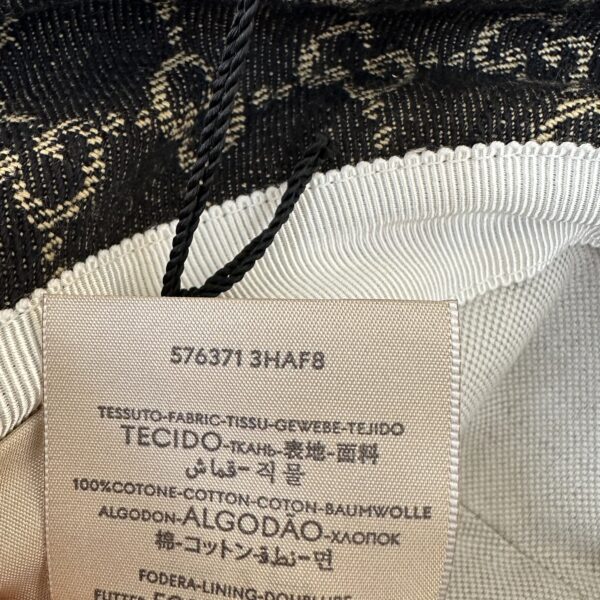 576371 3HAF8
TESSUTO-FABRIC-TISSU-GEWEBE-TEJIDO
TECIDO-ТКАНЬ-表地-面料
قماش-직물
100%COTONE-COTTON-COTON-BAUMWOLLE
ALGODON-ALGODÃO-ХЛОПОК
棉-コットン-قطن-면
FODERA-LINING-DOUBLURE
FUTTER-